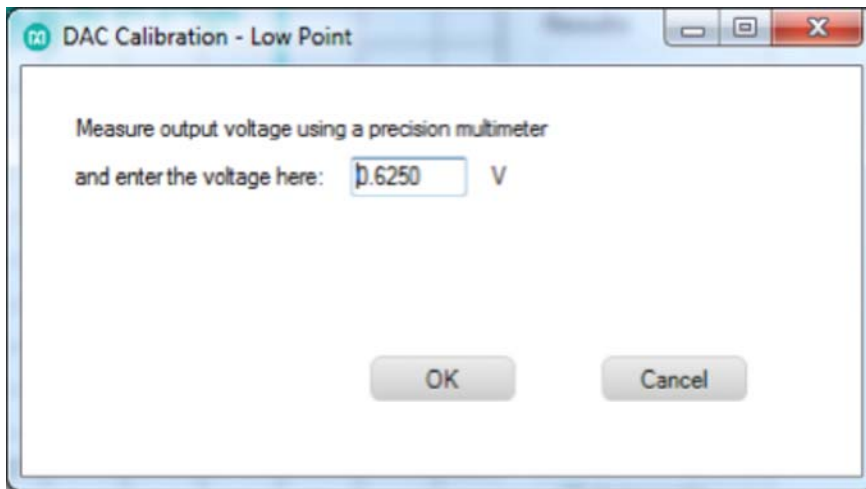 DAC Calibration - Low Point
Measure output voltage using a precision multimeter
and enter the voltage here: 0.6250 V
OK Cancel